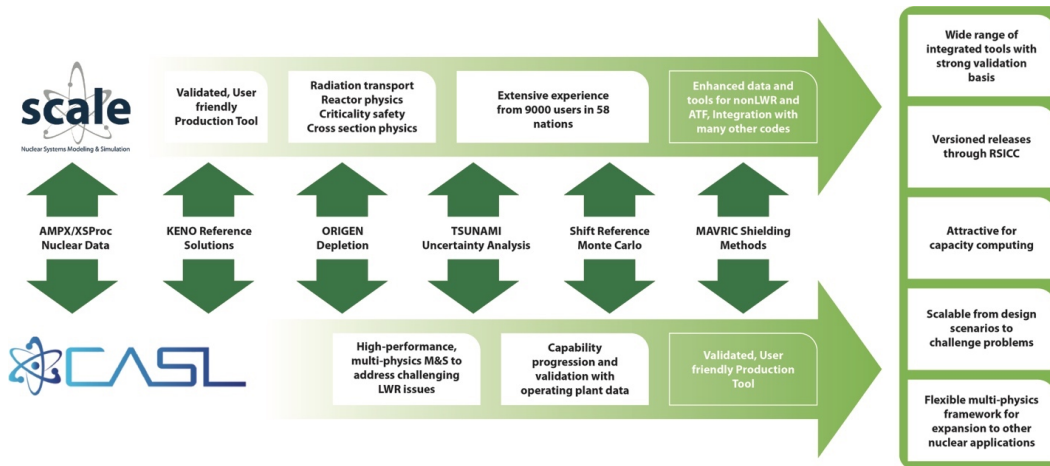 scale
Nuclear Systems Modeling & Simulation
Validated, User
friendly
Production Tool
Radiation transport
Reactor physics
Criticality safety
Cross section physics
Extensive experience
from 9000 users in 58
nations
Enhanced data and
tools for nonLWR and
ATF, Integration with
many other codes
AMPX/XSProc
Nuclear Data
KENO Reference
Solutions
ORIGEN
Depletion
TSUNAMI
Uncertainty Analysis
Shift Reference
Monte Carlo
MAVRIC Shielding
Methods
CASL
High-performance,
multi-physics M&S to
address challenging
LWR issues
Capability
progression and
validation with
operating plant data
Validated, User
friendly Production
Tool
Wide range of
integrated tools with
strong validation
basis
Versioned releases
through RSICC
Attractive for
capacity computing
Scalable from design
scenarios to
challenge problems
Flexible multi-physics
framework for
expansion to other
nuclear applications